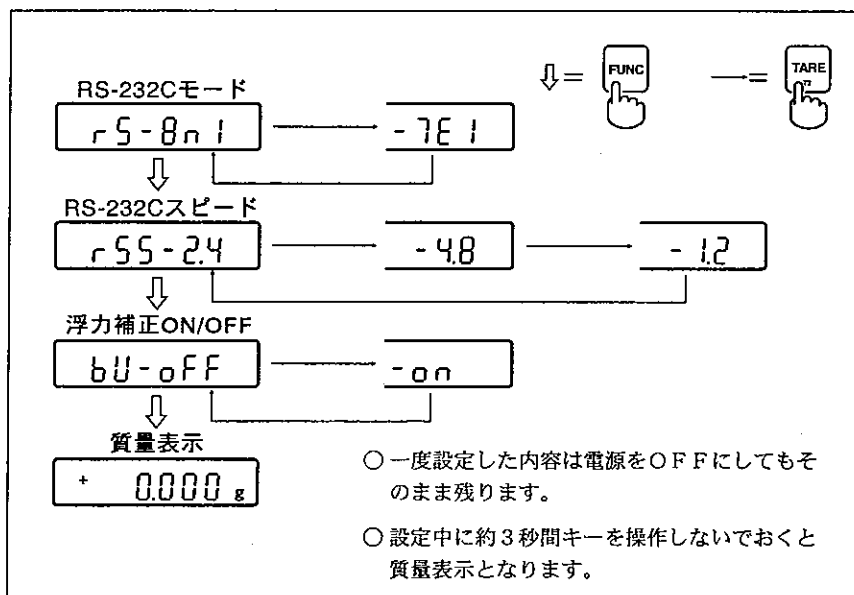 ⇩= FUNC →= TARE
RS-232Cモード
rS-8n1 -7E1
RS-232Cスピード
rSS-2.4 -4.8 -1.2
浮力補正ON/OFF
bU-oFF -on
質量表示
+ 0.000 g
○一度設定した内容は電源をOFFにしてもそ
のまま残ります。
○設定中に約3秒間キーを操作しないでおくと
質量表示となります。